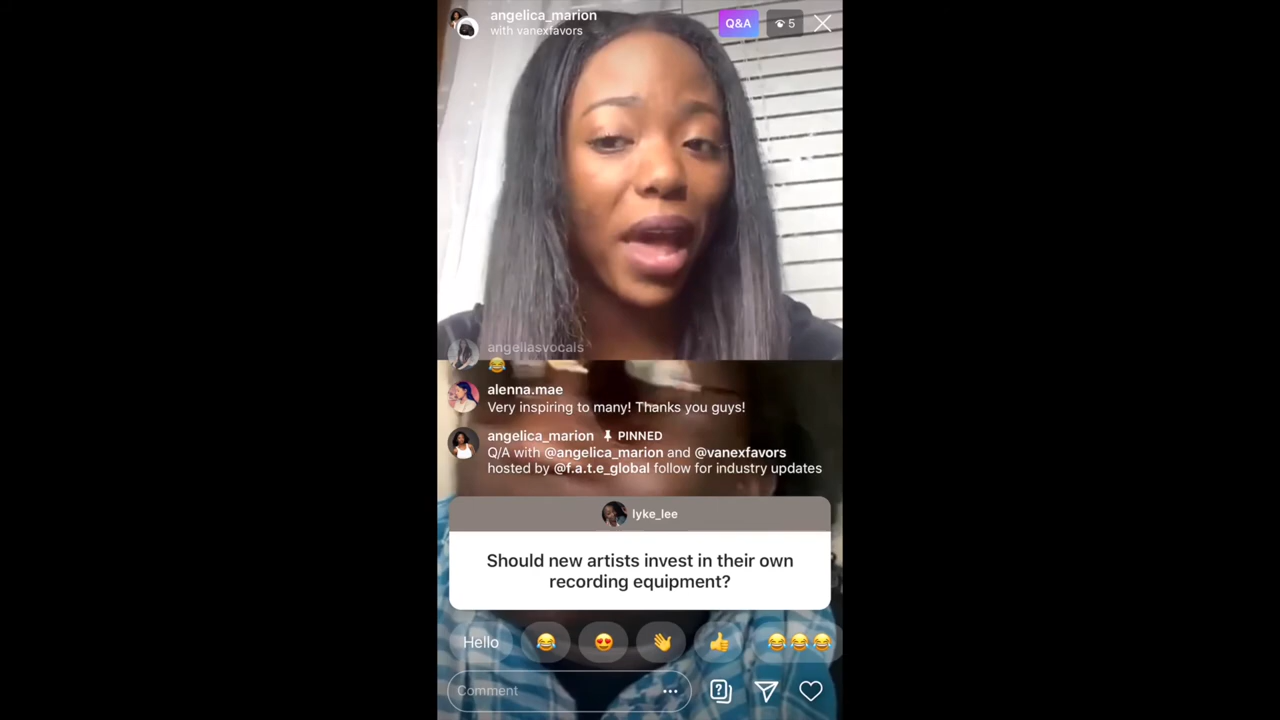 angelica_marion
with vanexfavors
Q&A
5
angeliasvocals
😂
alenna.mae
Very inspiring to many! Thanks you guys!
angelica_marion PINNED
Q/A with @angelica_marion and @vanexfavors
hosted by @f.a.t.e_global follow for industry updates
lyke_lee
Should new artists invest in their own
recording equipment?
Hello 😂 😍 👋 👍 😂😂😂
Comment